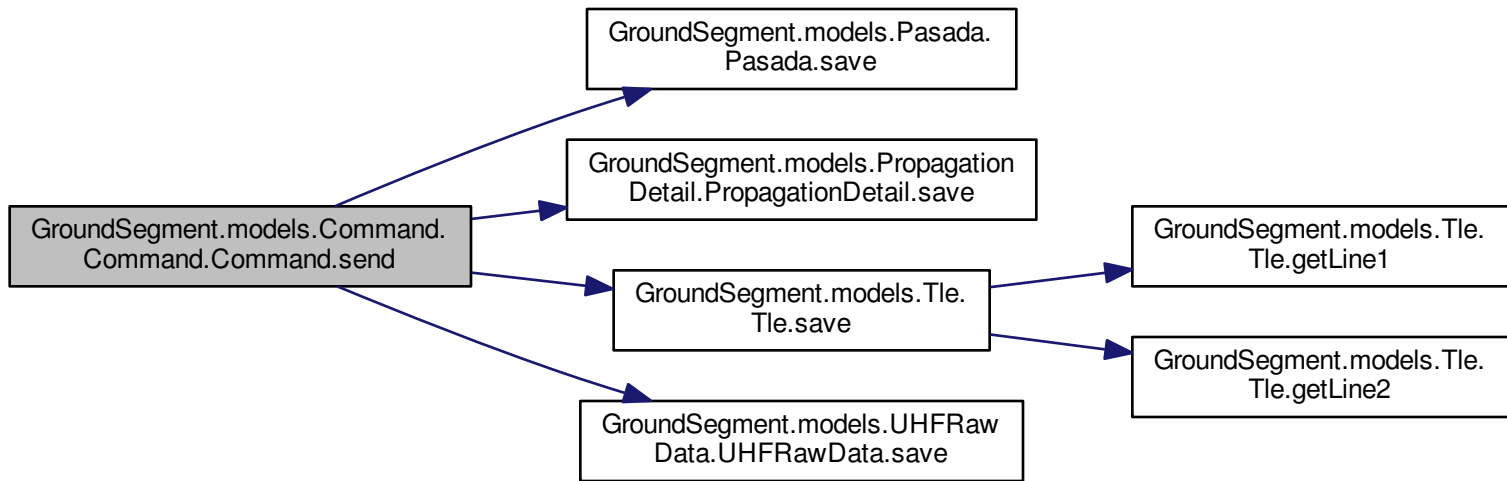 GroundSegment.models.Pasada.
Pasada.save
GroundSegment.models.Propagation
Detail.PropagationDetail.save
GroundSegment.models.Command.
Command.Command.send
GroundSegment.models.Tle.
Tle.save
GroundSegment.models.Tle.
Tle.getLine1
GroundSegment.models.Tle.
Tle.getLine2
GroundSegment.models.UHFRaw
Data.UHFRawData.save